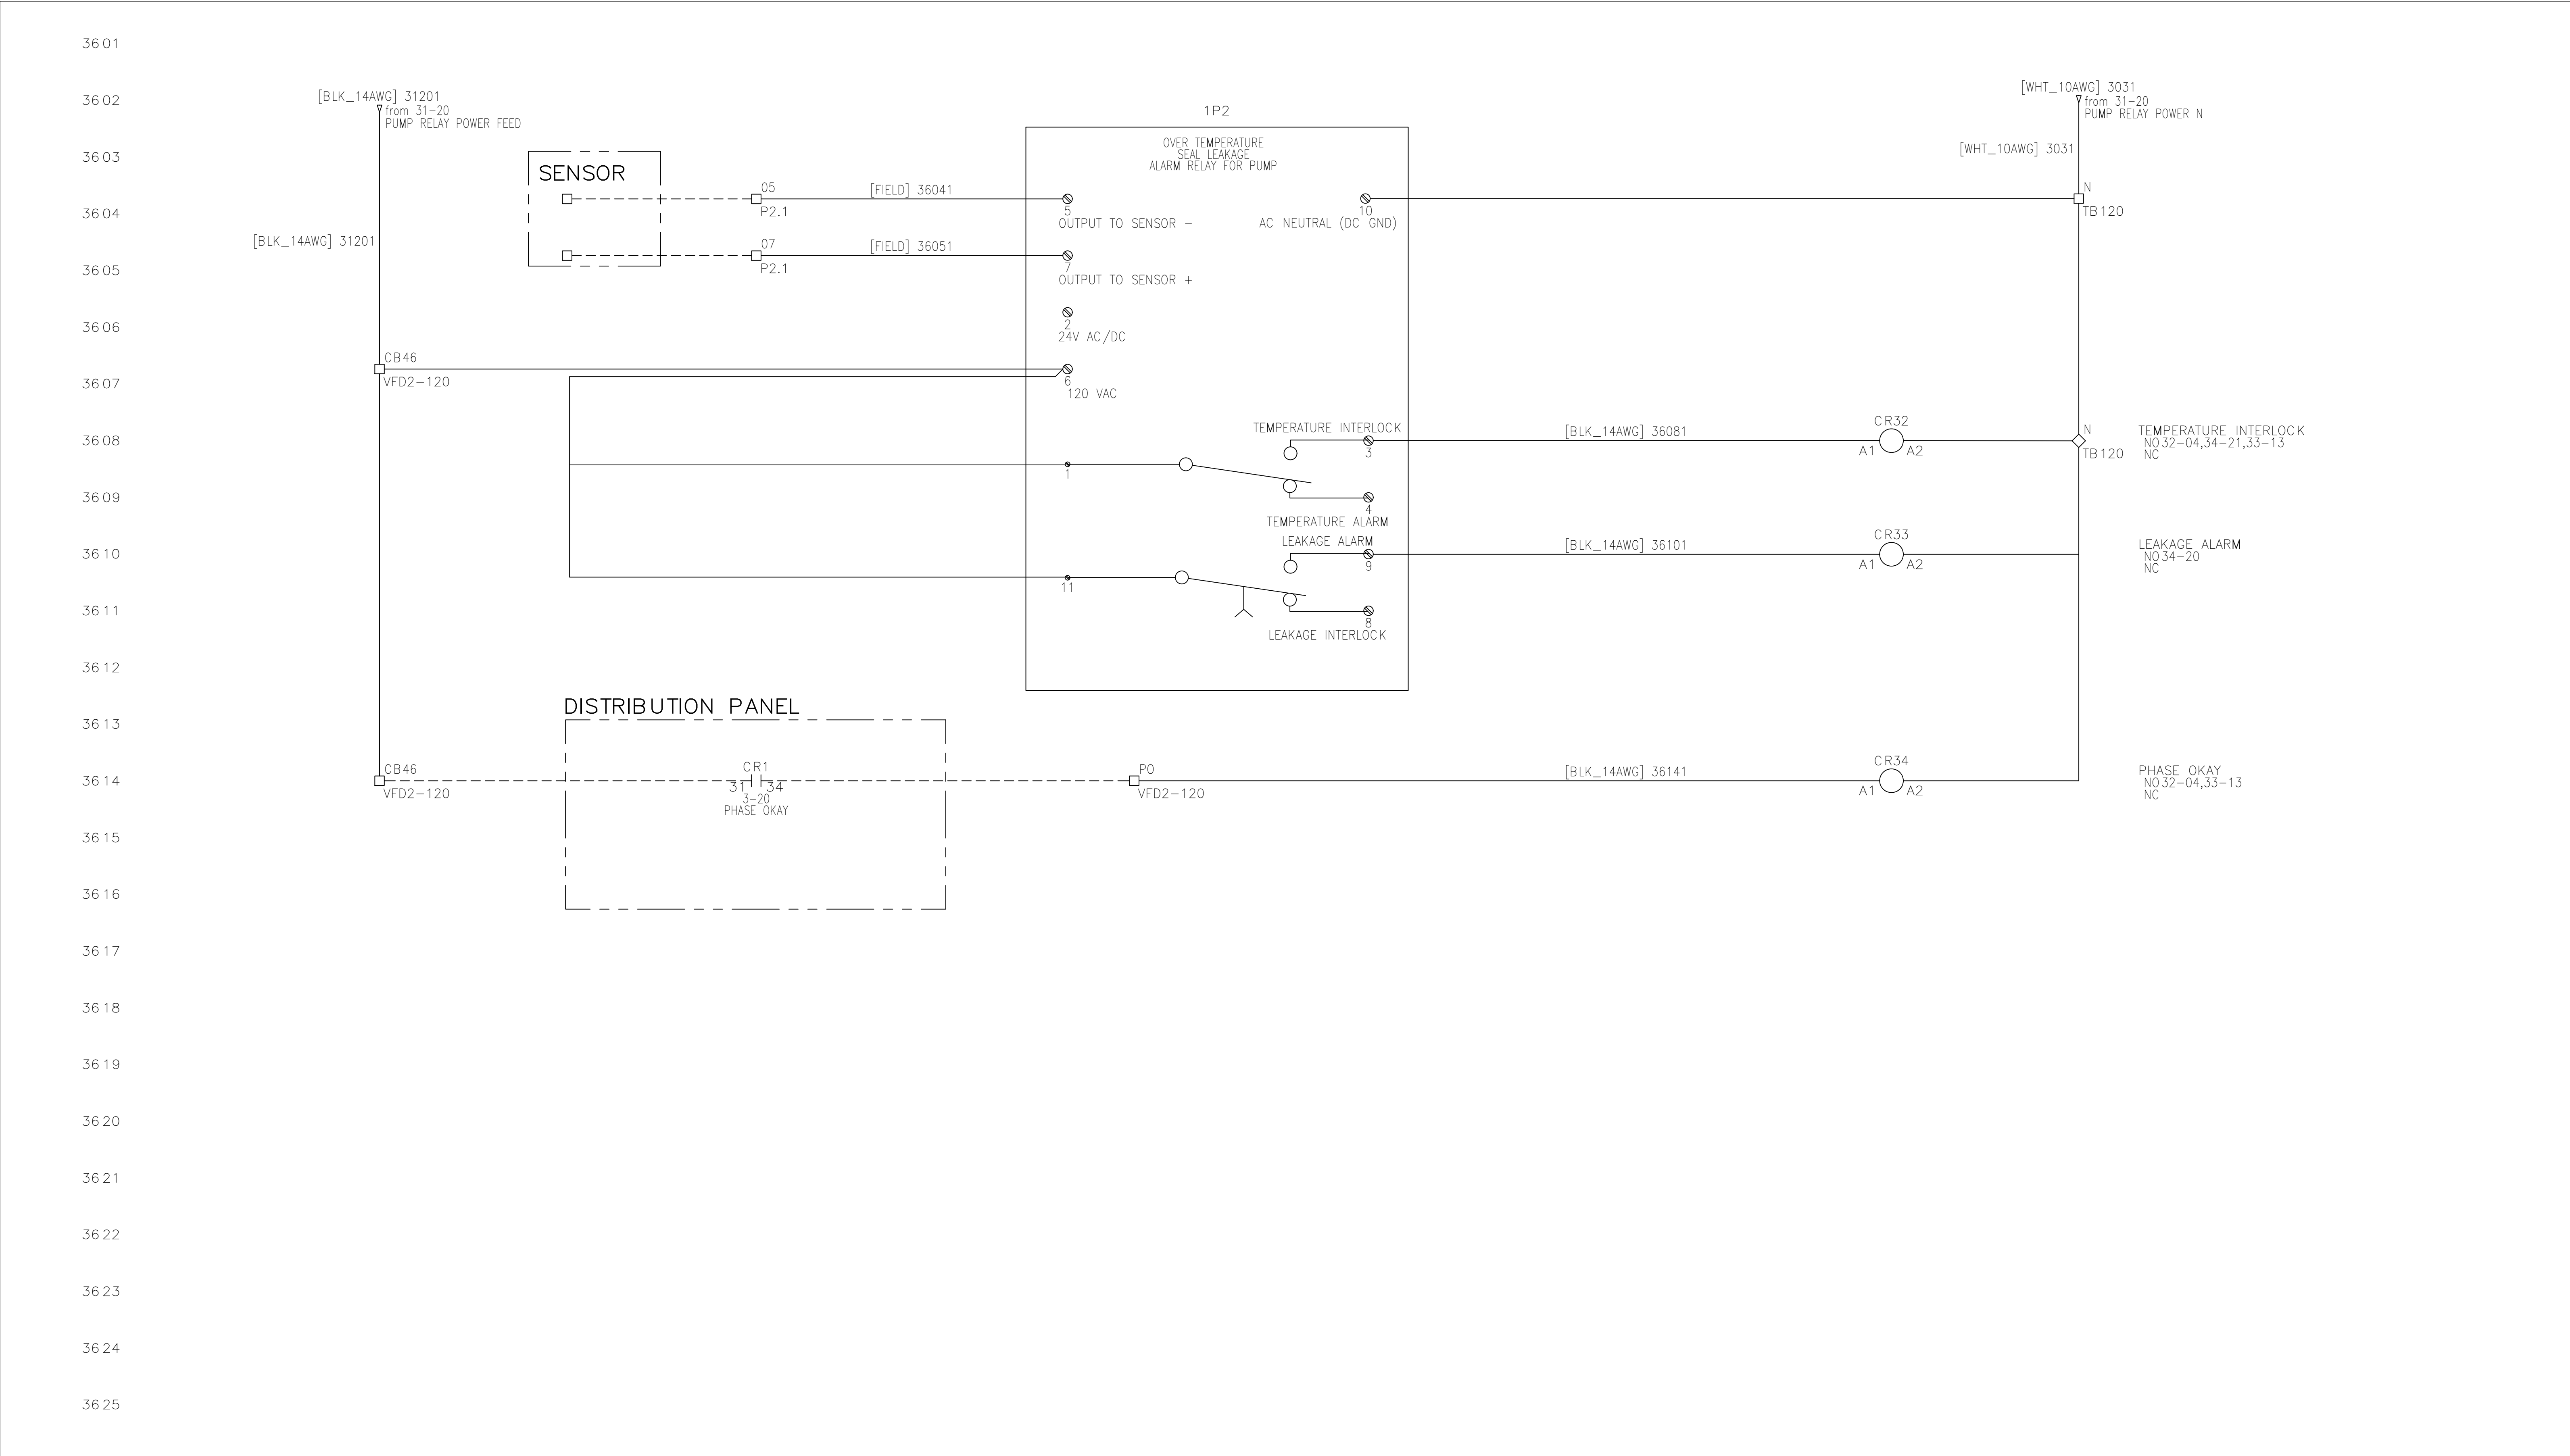 3601
3602
3603
3604
3605
3606
3607
3608
3609
3610
3611
3612
3613
3614
3615
3616
3617
3618
3619
3620
3621
3622
3623
3624
3625
[BLK_14AWG] 31201
from 31-20
PUMP RELAY POWER FEED
[BLK_14AWG] 31201
SENSOR
05
P2.1
[FIELD] 36041
07
P2.1
[FIELD] 36051
CB46
VFD2-120
1P2
OVER TEMPERATURE
SEAL LEAKAGE
ALARM RELAY FOR PUMP
5
OUTPUT TO SENSOR -
10
AC NEUTRAL (DC GND)
7
OUTPUT TO SENSOR +
2
24V AC/DC
6
120 VAC
TEMPERATURE INTERLOCK
3
1
4
TEMPERATURE ALARM
LEAKAGE ALARM
9
11
8
LEAKAGE INTERLOCK
[WHT_10AWG] 3031
from 31-20
PUMP RELAY POWER N
[WHT_10AWG] 3031
N
TB120
[BLK_14AWG] 36081
CR32
A1 A2
N
TB120
TEMPERATURE INTERLOCK
NO32-04,34-21,33-13
NC
[BLK_14AWG] 36101
CR33
A1 A2
LEAKAGE ALARM
NO34-20
NC
DISTRIBUTION PANEL
CB46
VFD2-120
CR1
31 34
3-20
PHASE OKAY
PO
VFD2-120
[BLK_14AWG] 36141
CR34
A1 A2
PHASE OKAY
NO32-04,33-13
NC